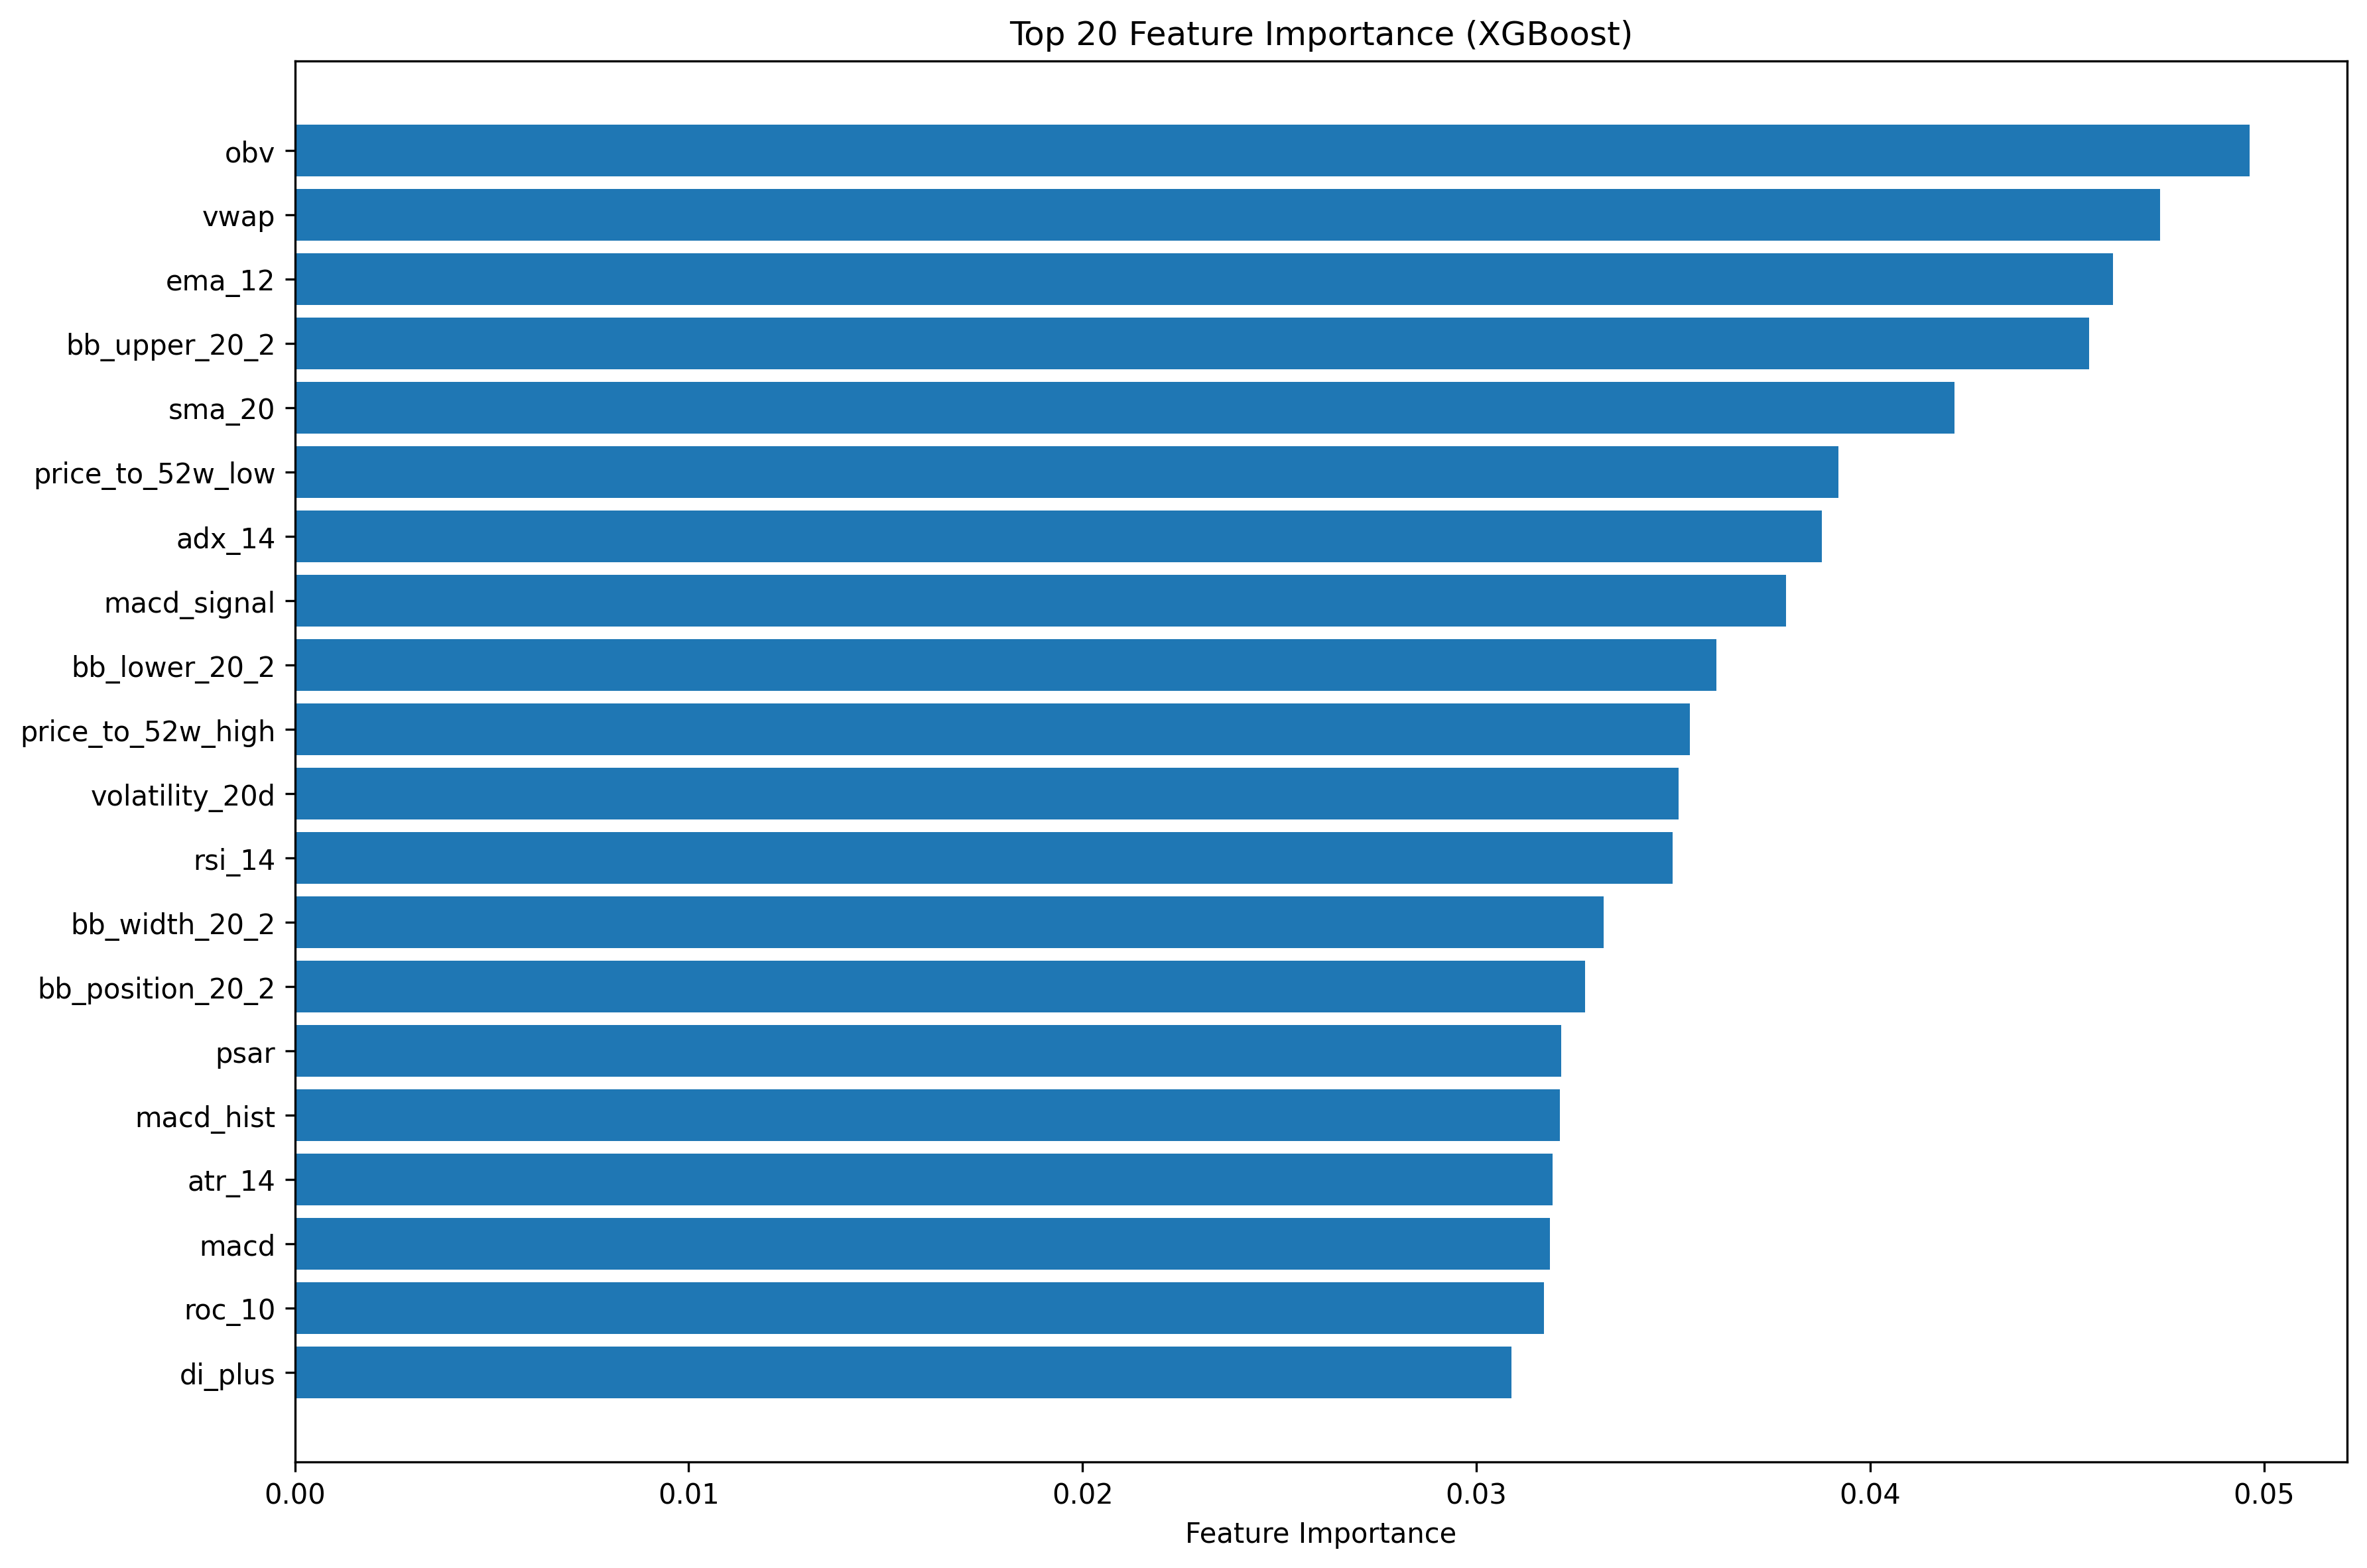 Top 20 Feature Importance (XGBoost)
obv
vwap
ema_12
bb_upper_20_2
sma_20
price_to_52w_low
adx_14
macd_signal
bb_lower_20_2
price_to_52w_high
volatility_20d
rsi_14
bb_width_20_2
bb_position_20_2
psar
macd_hist
atr_14
macd
roc_10
di_plus
0.00 0.01 0.02 0.03 0.04 0.05
Feature Importance